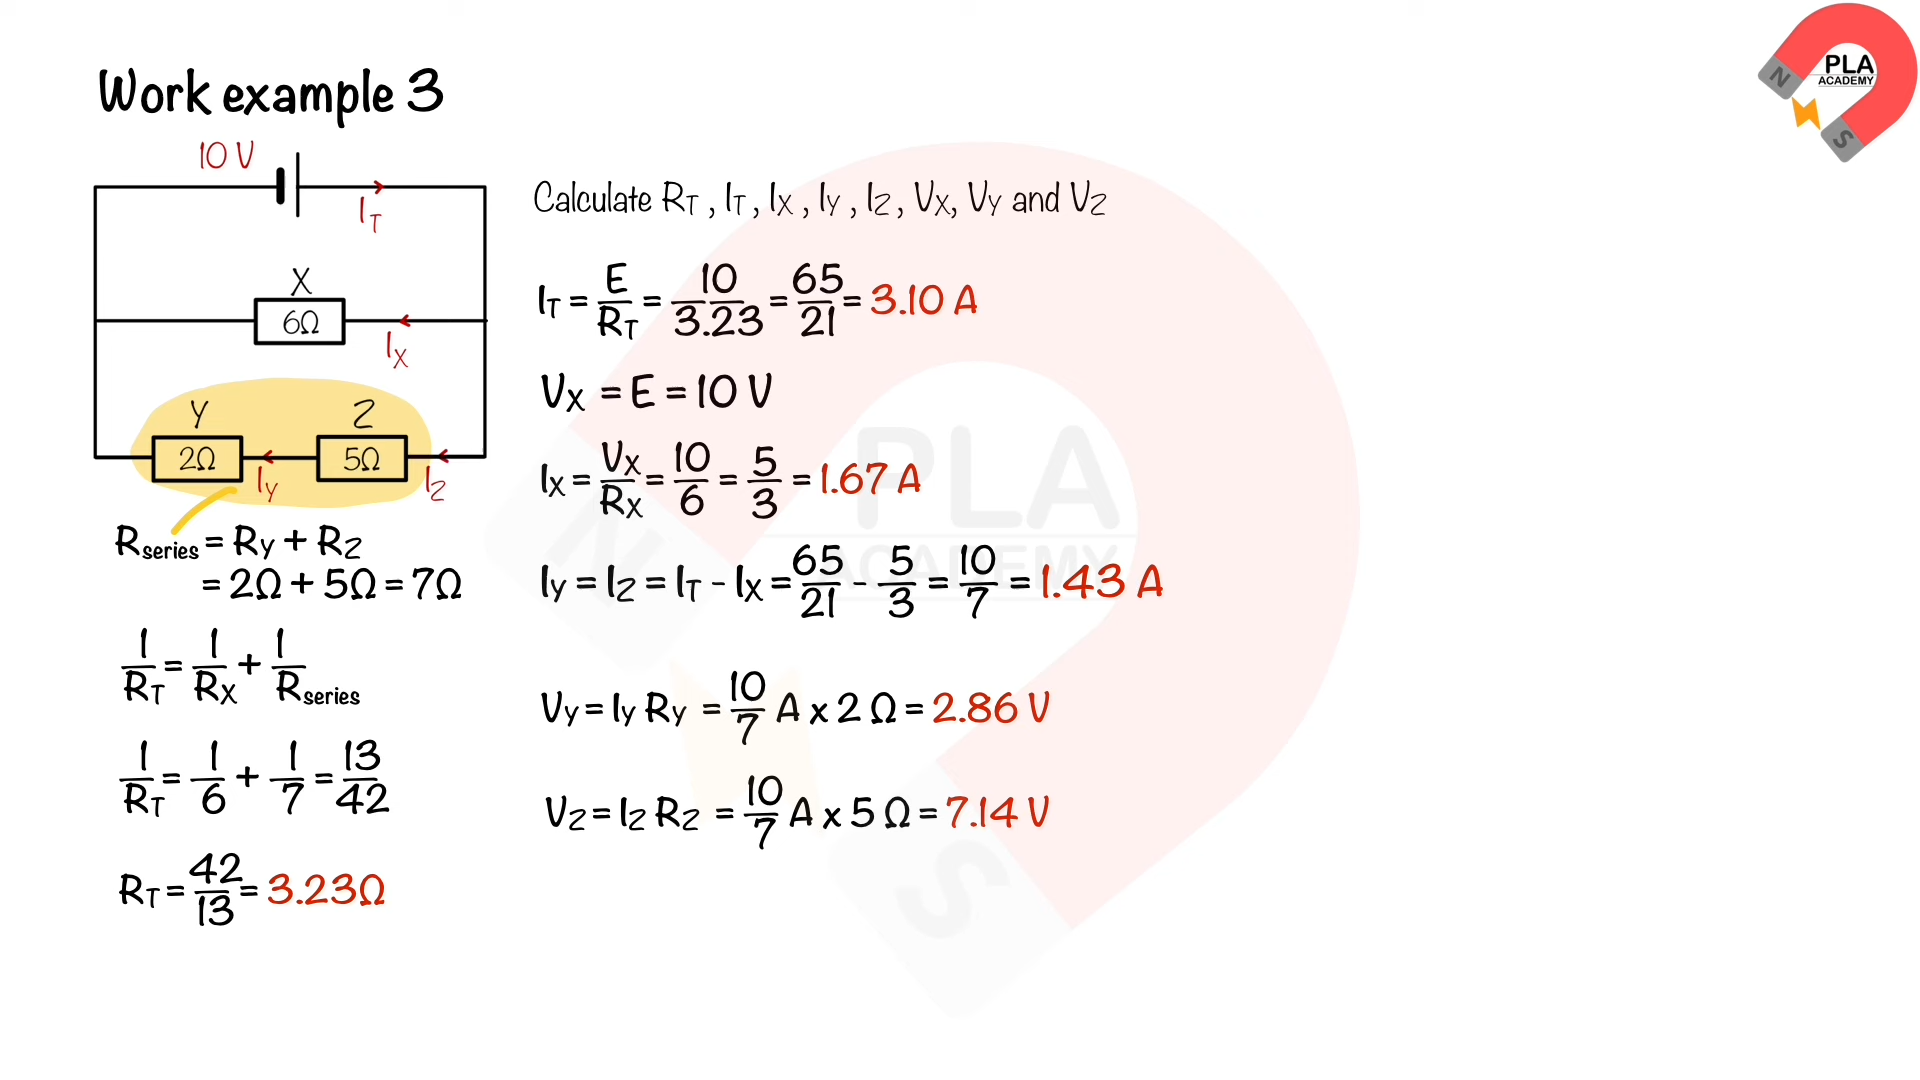 Work example 3
PLA
ACADEMY
N
S
10 V
I_T
X
6Ω
I_X
Y
Z
2Ω
5Ω
I_Y
I_Z
R_series = R_Y + R_Z
= 2Ω + 5Ω = 7Ω
1/R_T = 1/R_X + 1/R_series
1/R_T = 1/6 + 1/7 = 13/42
R_T = 42/13 = 3.23Ω
Calculate R_T , I_T , I_X , I_Y , I_Z , V_X, V_Y and V_Z
I_T = E/R_T = 10/3.23 = 65/21 = 3.10 A
V_X = E = 10 V
I_X = V_X/R_X = 10/6 = 5/3 = 1.67 A
I_Y = I_Z = I_T - I_X = 65/21 - 5/3 = 10/7 = 1.43 A
V_Y = I_Y R_Y = 10/7 A x 2 Ω = 2.86 V
V_Z = I_Z R_Z = 10/7 A x 5 Ω = 7.14 V
PLA
ACADEMY
N
S